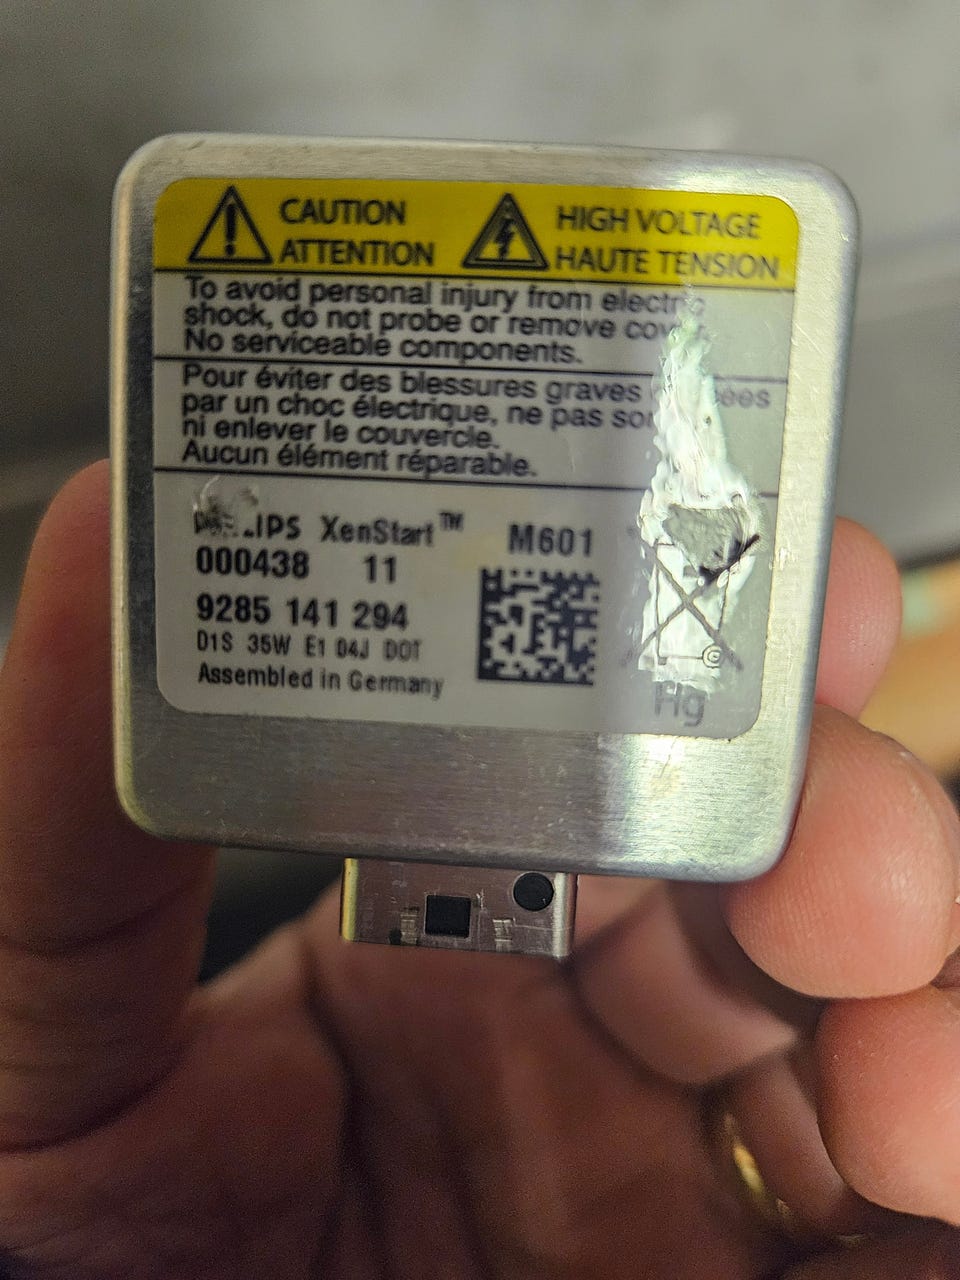 CAUTION
ATTENTION
HIGH VOLTAGE
HAUTE TENSION
To avoid personal injury from electric
shock, do not probe or remove cover.
No serviceable components.
Pour éviter des blessures graves
par un choc électrique, ne pas
ni enlever le couvercle.
Aucun élément réparable.
PHILIPS XenStart™ M601
000438 11
9285 141 294
D1S 35W E1 04J DOT
Assembled in Germany
Hg